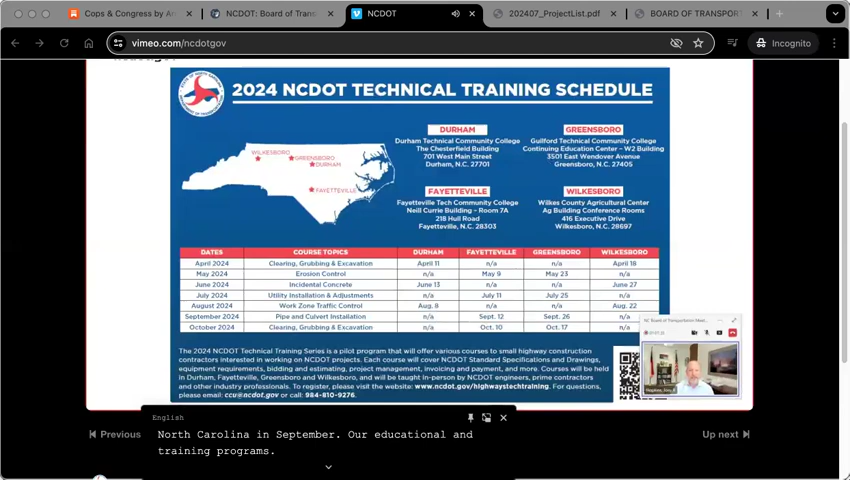 Cops & Congress by Ar
NCDOT: Board of Trans
NCDOT
202407_ProjectList.pdf
BOARD OF TRANSPORT
vimeo.com/ncdotgov
Incognito
2024 NCDOT TECHNICAL TRAINING SCHEDULE
WILKESBORO
GREENSBORO
DURHAM
FAYETTEVILLE
DURHAM
Durham Technical Community College
The Chesterfield Building
701 West Main Street
Durham, N.C. 27701
GREENSBORO
Guilford Technical Community College
Continuing Education Center – W2 Building
3501 East Wendover Avenue
Greensboro, N.C. 27405
FAYETTEVILLE
Fayetteville Tech Community College
Neill Currie Building – Room 7A
218 Hull Road
Fayetteville, N.C. 28303
WILKESBORO
Wilkes County Agricultural Center
Ag Building Conference Rooms
416 Executive Drive
Wilkesboro, N.C. 28697
DATES COURSE TOPICS DURHAM FAYETTEVILLE GREENSBORO WILKESBORO
April 2024 Clearing, Grubbing & Excavation April 11 n/a n/a April 18
May 2024 Erosion Control n/a May 9 May 23 n/a
June 2024 Incidental Concrete June 13 n/a n/a June 27
July 2024 Utility Installation & Adjustments n/a July 11 July 25 n/a
August 2024 Work Zone Traffic Control Aug. 8 n/a n/a Aug. 22
September 2024 Pipe and Culvert Installation n/a Sept. 12 Sept. 26 n/a
October 2024 Clearing, Grubbing & Excavation n/a Oct. 10 Oct. 17 n/a
The 2024 NCDOT Technical Training Series is a pilot program that will offer various courses to small highway construction
contractors interested in working on NCDOT projects. Each course will cover NCDOT Standard Specifications and Drawings,
equipment requirements, bidding and estimating, project management, invoicing and payment, and more. Courses will be held
in Durham, Fayetteville, Greensboro and Wilkesboro, and will be taught in-person by NCDOT engineers, prime contractors
and other industry professionals. To register, please visit the website: www.ncdot.gov/highwaystechtraining. For questions,
please email: ccu@ncdot.gov or call: 984-810-9276.
English
North Carolina in September. Our educational and
training programs.
Previous
Up next